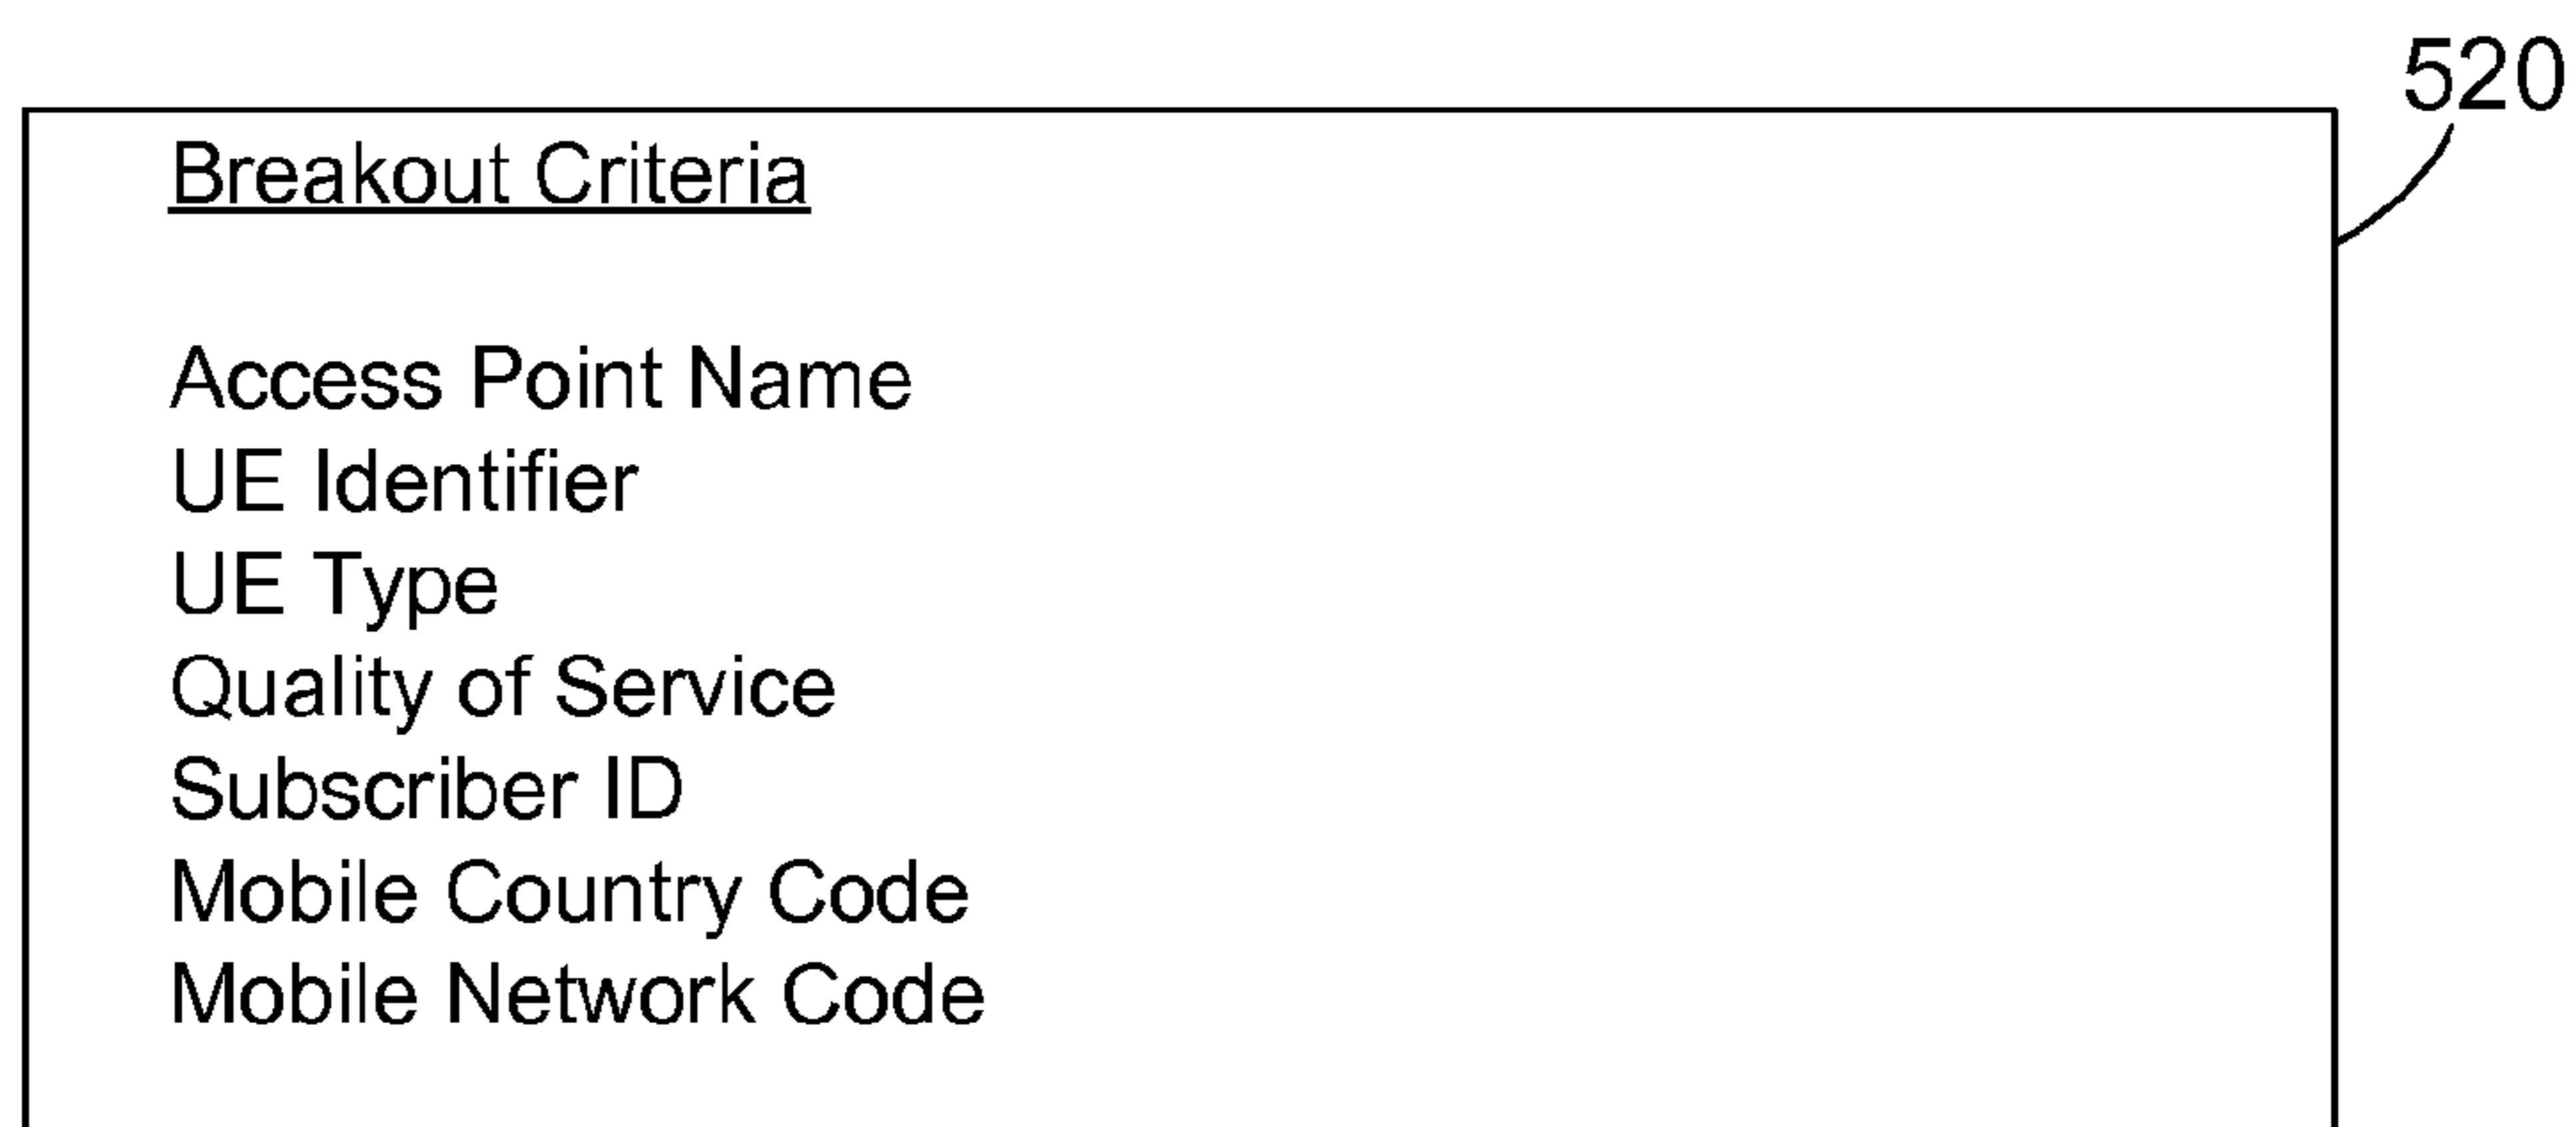 520
Breakout Criteria
Access Point Name
UE Identifier
UE Type
Quality of Service
Subscriber ID
Mobile Country Code
Mobile Network Code